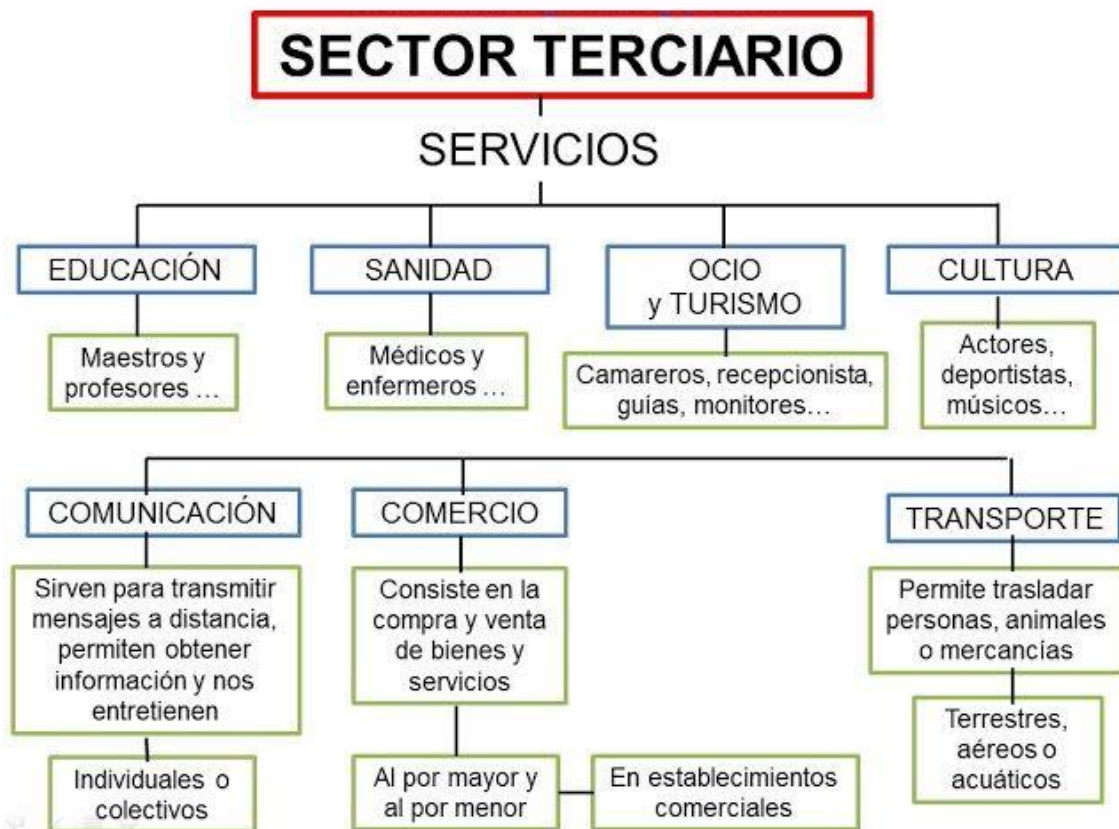 SECTOR TERCIARIO
SERVICIOS
EDUCACIÓN
Maestros y
profesores …
SANIDAD
Médicos y
enfermeros …
OCIO
y TURISMO
Camareros, recepcionista,
guías, monitores…
CULTURA
Actores,
deportistas,
músicos…
COMUNICACIÓN
Sirven para transmitir
mensajes a distancia,
permiten obtener
información y nos
entretienen
Individuales o
colectivos
COMERCIO
Consiste en la
compra y venta
de bienes y
servicios
Al por mayor y
al por menor
En establecimientos
comerciales
TRANSPORTE
Permite trasladar
personas, animales
o mercancías
Terrestres,
aéreos o
acuáticos